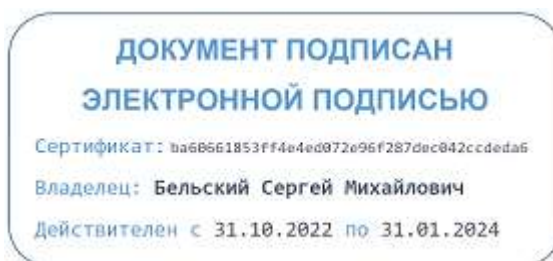 ДОКУМЕНТ ПОДПИСАН
ЭЛЕКТРОННОЙ ПОДПИСЬЮ
Сертификат: ba60661853ff4e4ed072e96f287dec042ccdeda6
Владелец: Бельский Сергей Михайлович
Действителен с 31.10.2022 по 31.01.2024